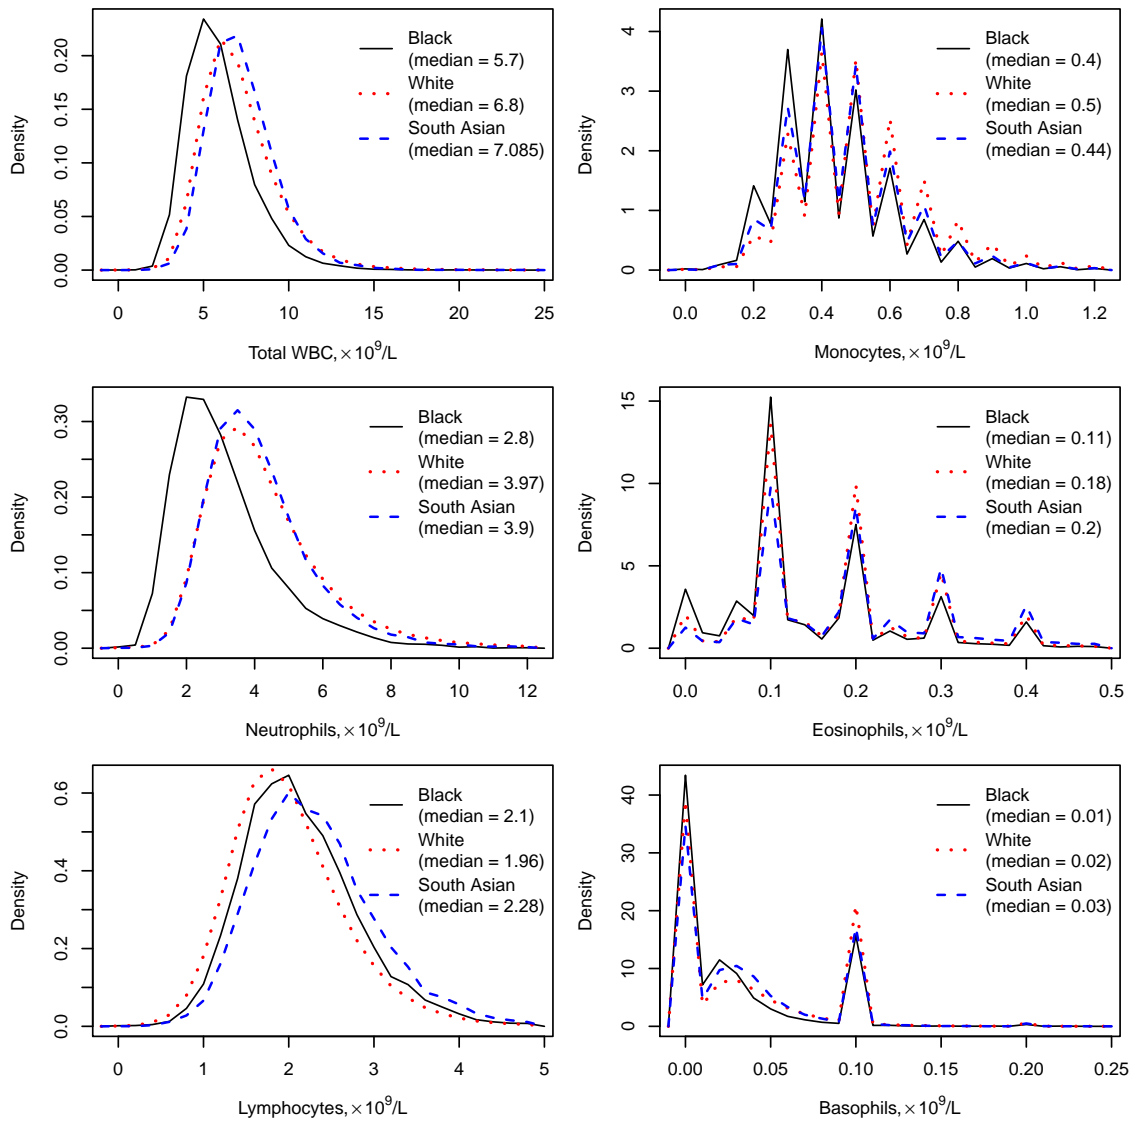 Density
0.00 0.05 0.10 0.15 0.20
Black
(median = 5.7)
White
(median = 6.8)
South Asian
(median = 7.085)
0 5 10 15 20 25
Total WBC, ×10⁹/L
Density
0 1 2 3 4
Black
(median = 0.4)
White
(median = 0.5)
South Asian
(median = 0.44)
0.0 0.2 0.4 0.6 0.8 1.0 1.2
Monocytes, ×10⁹/L
Density
0.00 0.10 0.20 0.30
Black
(median = 2.8)
White
(median = 3.97)
South Asian
(median = 3.9)
0 2 4 6 8 10 12
Neutrophils, ×10⁹/L
Density
0 5 10 15
Black
(median = 0.11)
White
(median = 0.18)
South Asian
(median = 0.2)
0.0 0.1 0.2 0.3 0.4 0.5
Eosinophils, ×10⁹/L
Density
0.0 0.2 0.4 0.6
Black
(median = 2.1)
White
(median = 1.96)
South Asian
(median = 2.28)
0 1 2 3 4 5
Lymphocytes, ×10⁹/L
Density
0 10 20 30 40
Black
(median = 0.01)
White
(median = 0.02)
South Asian
(median = 0.03)
0.00 0.05 0.10 0.15 0.20 0.25
Basophils, ×10⁹/L